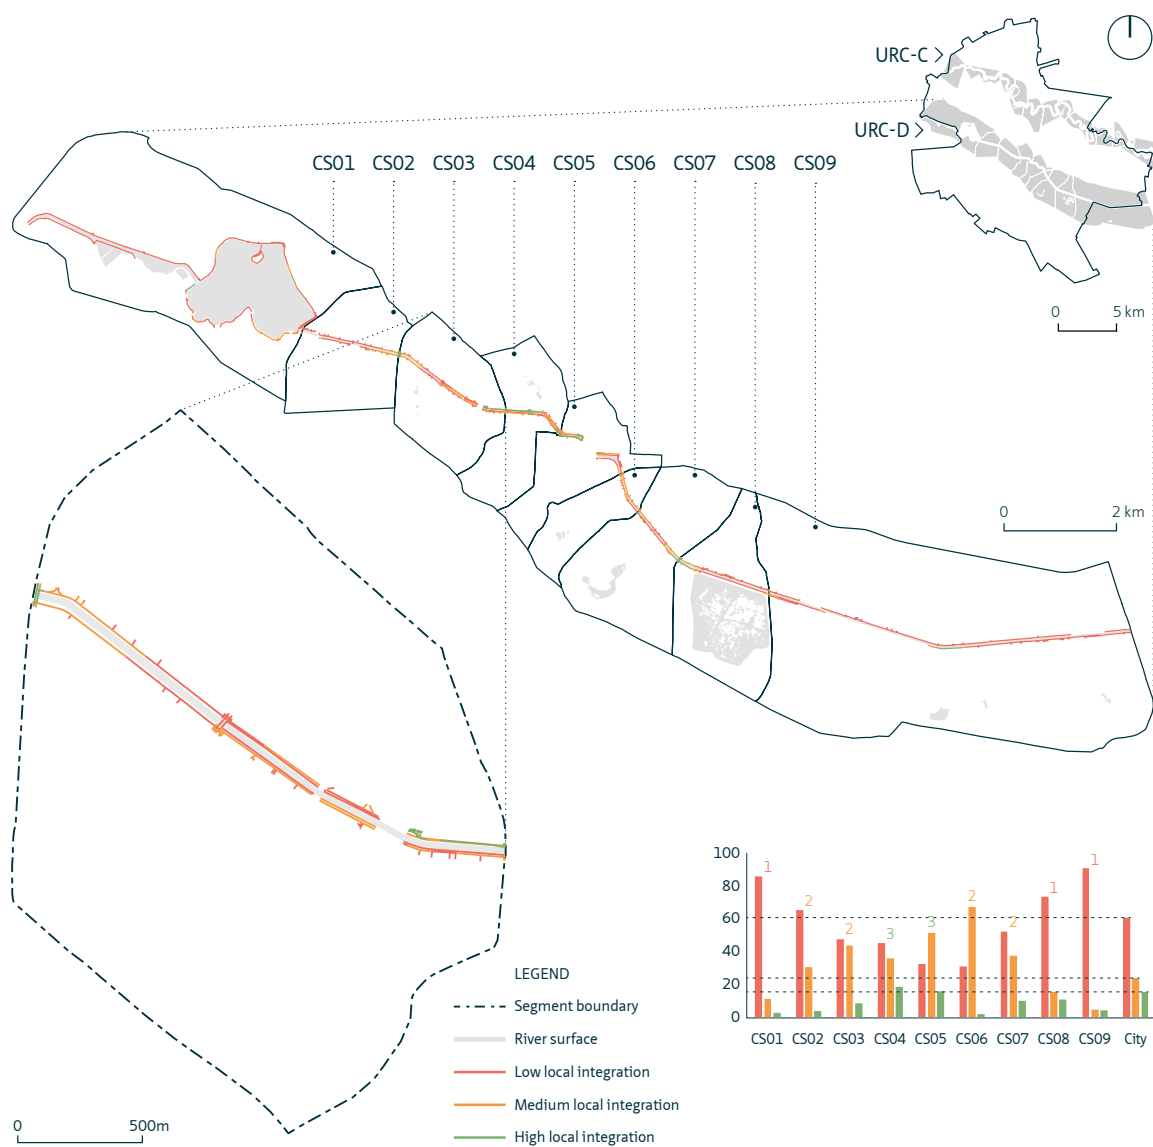 URC-C
URC-D
CS01 CS02 CS03 CS04 CS05 CS06 CS07 CS08 CS09
0 5 km
0 2 km
0 500m
LEGEND
Segment boundary
River surface
Low local integration
Medium local integration
High local integration
100
80
60
40
20
0
1 2 2 3 3 2 2 1 1
CS01 CS02 CS03 CS04 CS05 CS06 CS07 CS08 CS09 City